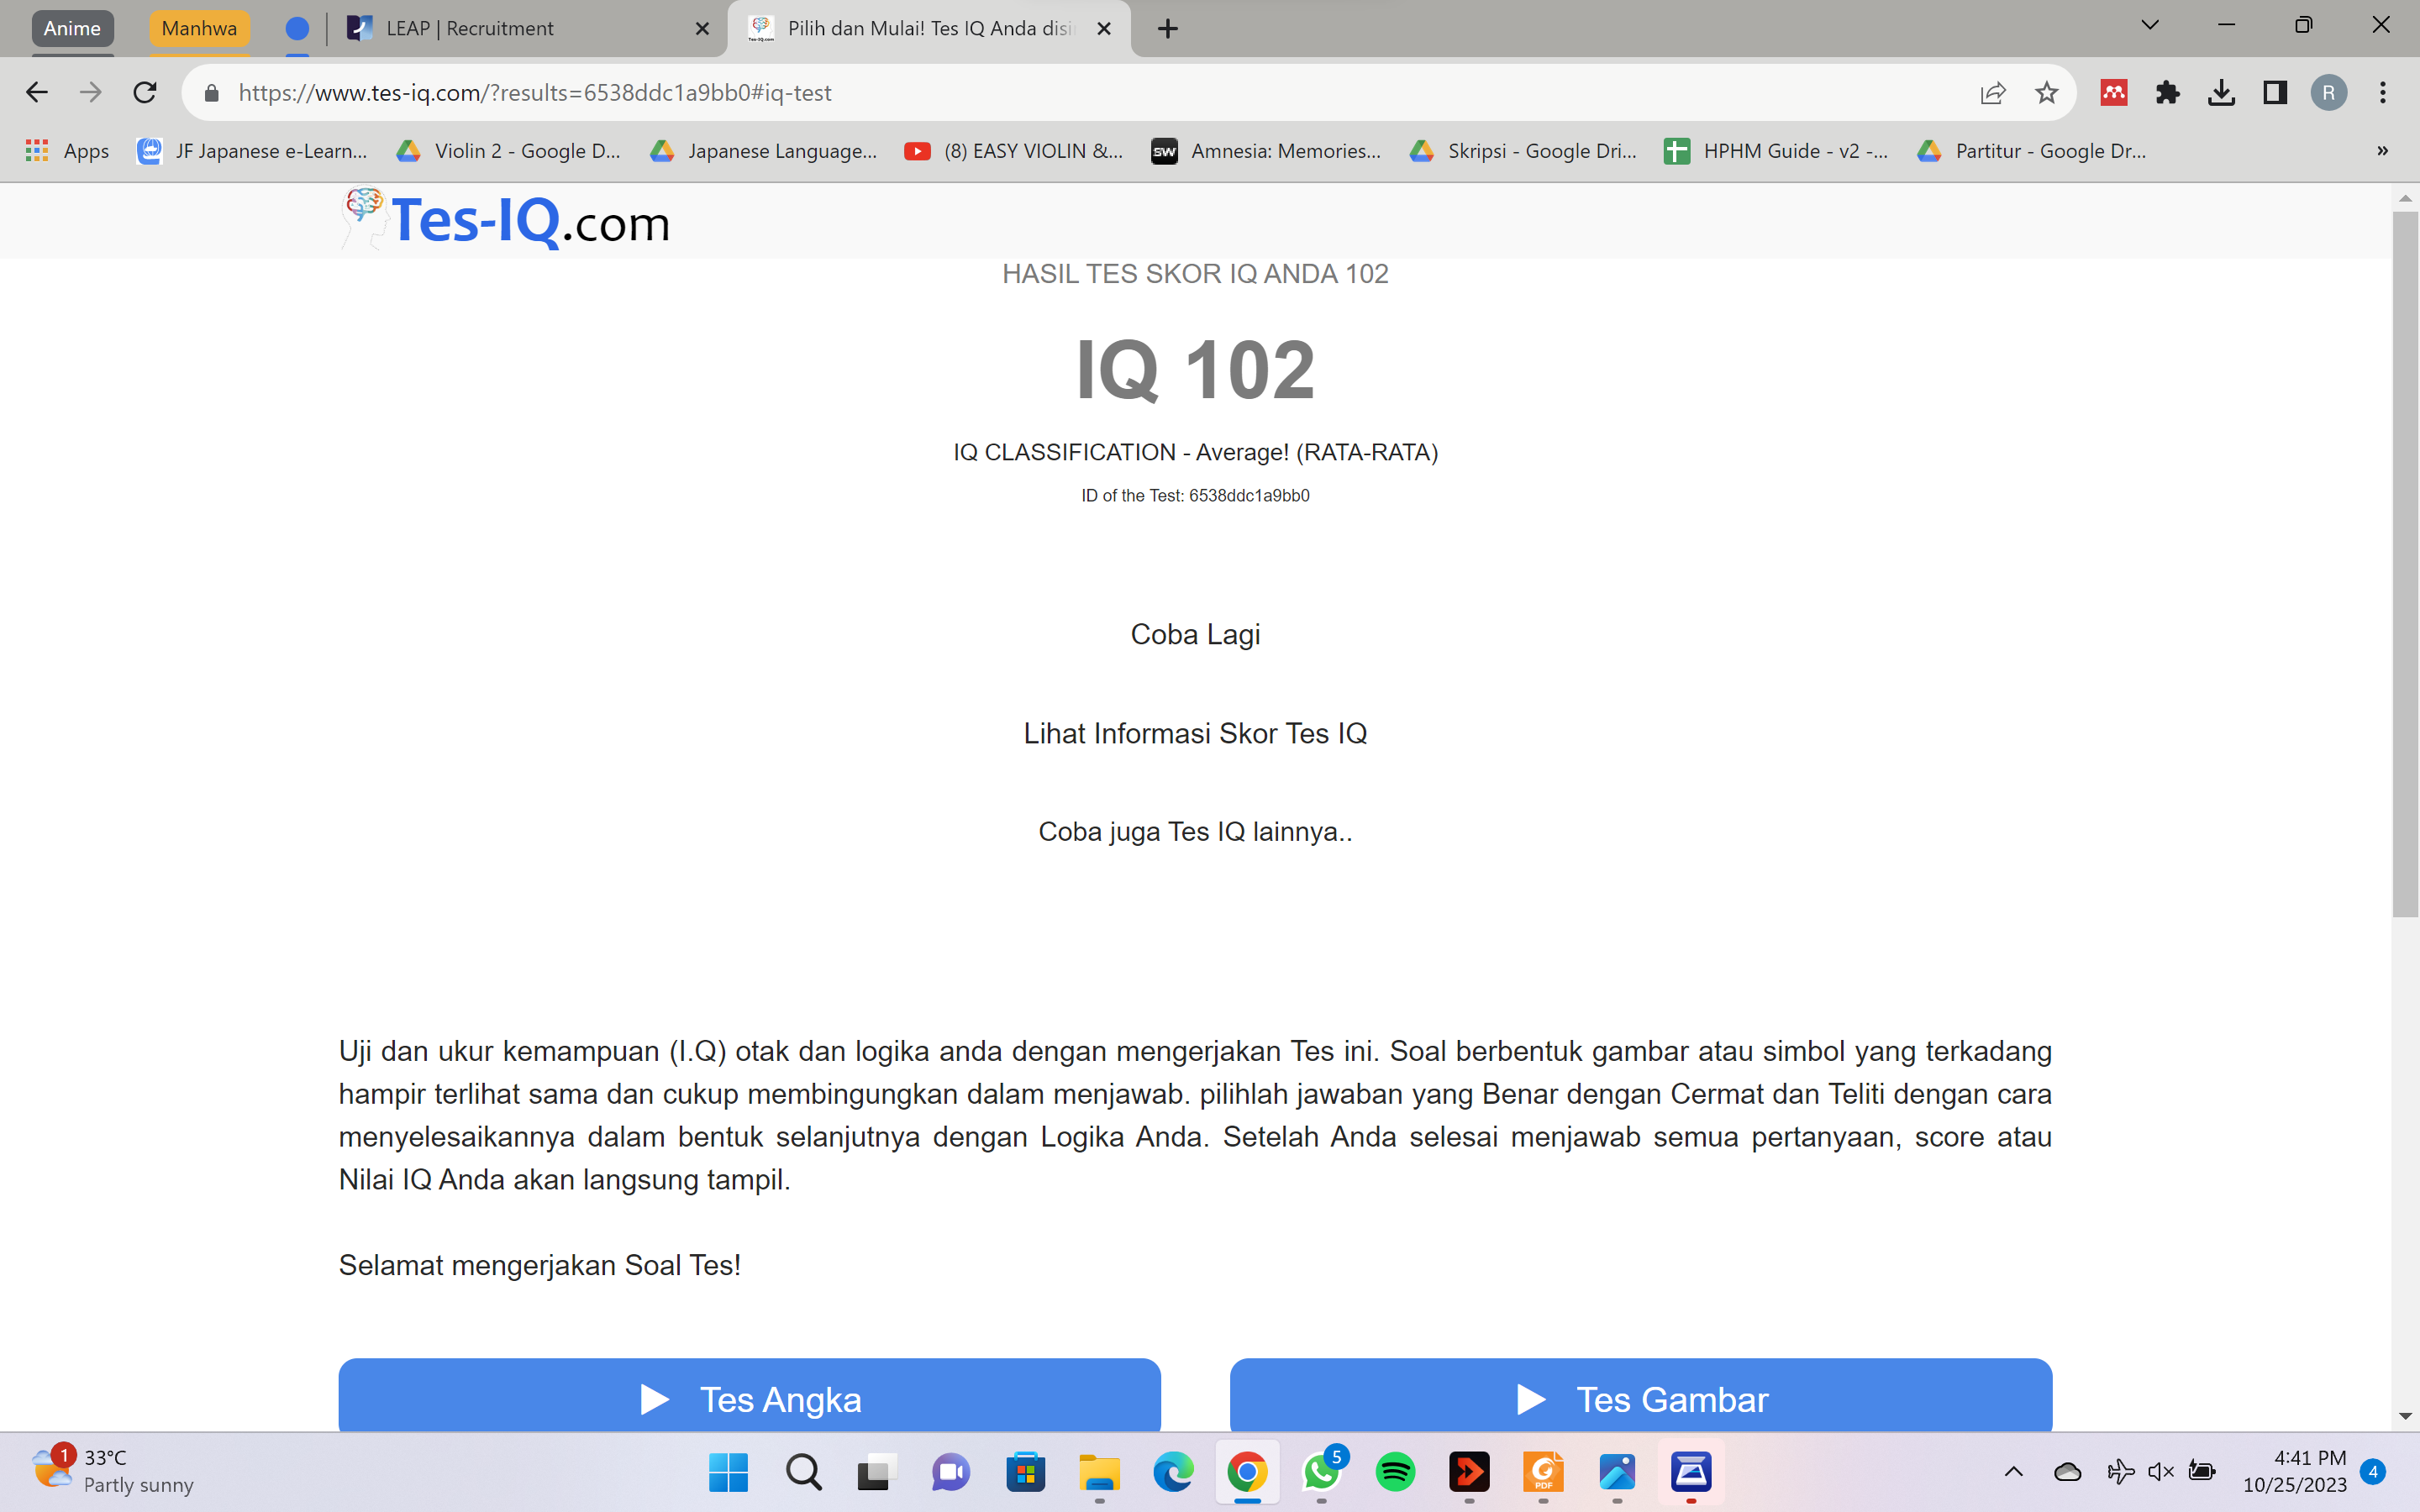 Anime
Manhwa
LEAP | Recruitment
Pilih dan Mulai! Tes IQ Anda disi
https://www.tes-iq.com/?results=6538ddc1a9bb0#iq-test
R
Apps
JF Japanese e-Learn...
Violin 2 - Google D...
Japanese Language...
(8) EASY VIOLIN &...
SW
Amnesia: Memories...
Skripsi - Google Dri...
HPHM Guide - v2 -...
Partitur - Google Dr...
»
Tes-IQ.com
HASIL TES SKOR IQ ANDA 102
IQ 102
IQ CLASSIFICATION - Average! (RATA-RATA)
ID of the Test: 6538ddc1a9bb0
Coba Lagi
Lihat Informasi Skor Tes IQ
Coba juga Tes IQ lainnya..
Uji dan ukur kemampuan (I.Q) otak dan logika anda dengan mengerjakan Tes ini. Soal berbentuk gambar atau simbol yang terkadang
hampir terlihat sama dan cukup membingungkan dalam menjawab. pilihlah jawaban yang Benar dengan Cermat dan Teliti dengan cara
menyelesaikannya dalam bentuk selanjutnya dengan Logika Anda. Setelah Anda selesai menjawab semua pertanyaan, score atau
Nilai IQ Anda akan langsung tampil.
Selamat mengerjakan Soal Tes!
Tes Angka
Tes Gambar
1
33°C
Partly sunny
5
PDF
4:41 PM
10/25/2023
4